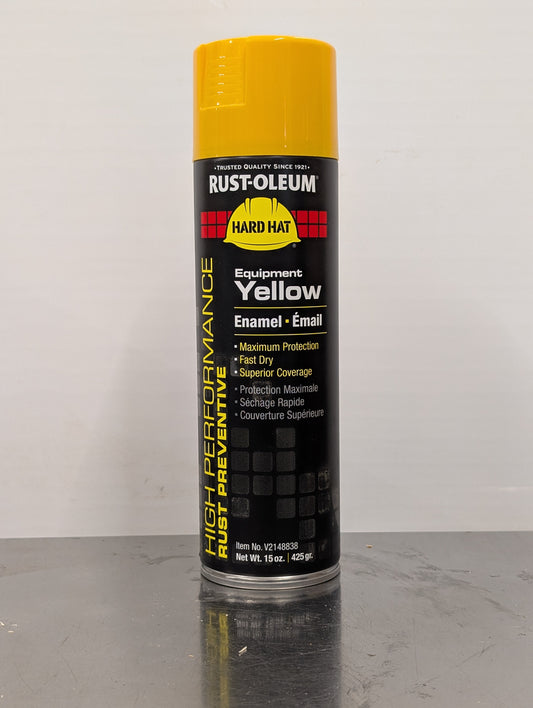 •TRUSTED QUALITY SINCE 1921•
RUST-OLEUM®
HARD HAT®
Equipment
Yellow
Enamel • Émail
• Maximum Protection
• Fast Dry
• Superior Coverage
• Protection Maximale
• Séchage Rapide
• Couverture Supérieure
HIGH PERFORMANCE
RUST PREVENTIVE
Item No. V2148838
Net Wt. 15 oz. | 425 gr.